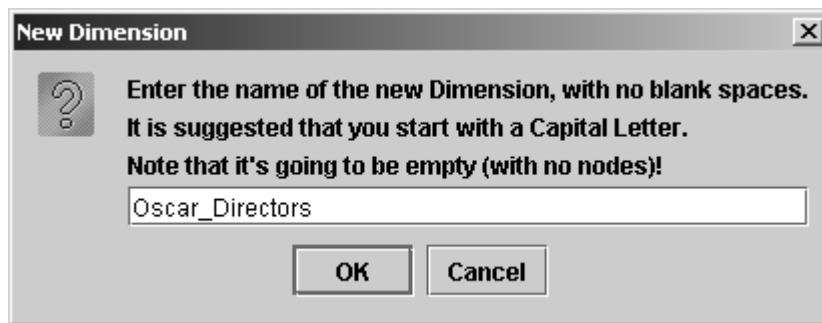 New Dimension
Enter the name of the new Dimension, with no blank spaces.
It is suggested that you start with a Capital Letter.
Note that it's going to be empty (with no nodes)!
Oscar_Directors
OK Cancel